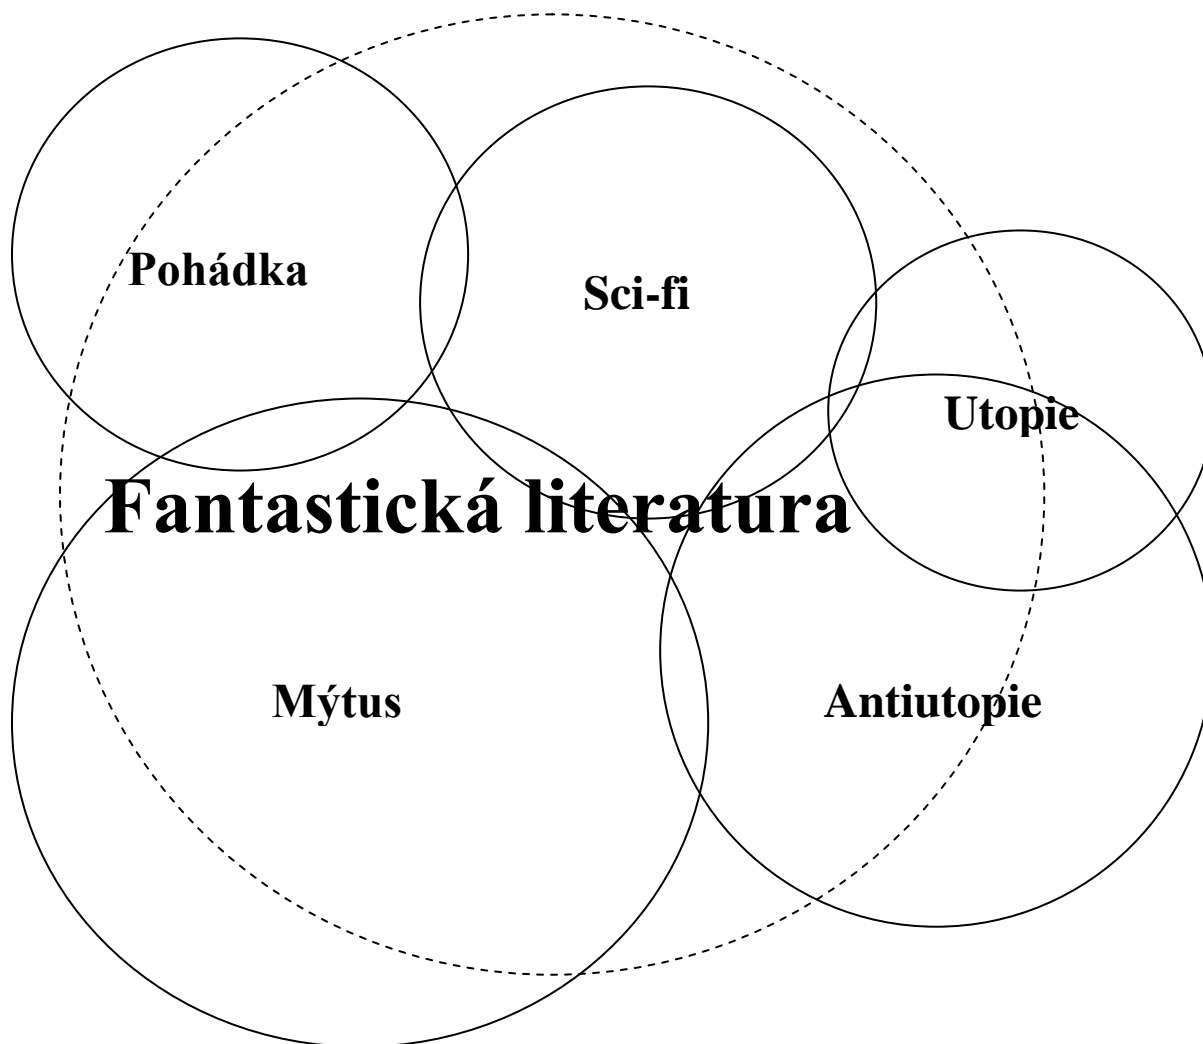 Pohádka
Sci-fi
Utopie
Fantastická literatura
Mýtus
Antiutopie